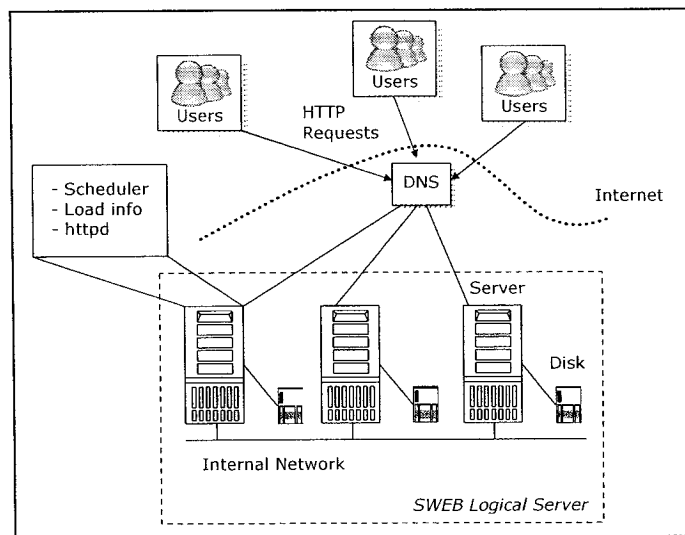 Users
Users
Users
HTTP
Requests
DNS
- Scheduler
- Load info
- httpd
Internet
Server
Disk
Internal Network
SWEB Logical Server